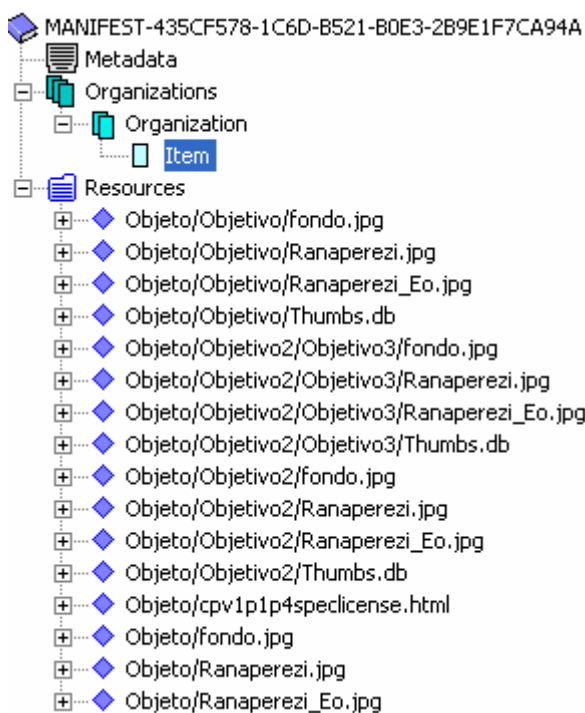 MANIFEST-435CF578-1C6D-B521-B0E3-2B9E1F7CA94A
Metadata
Organizations
Organization
Item
Resources
Objeto/Objetivo/fondo.jpg
Objeto/Objetivo/Ranaperezi.jpg
Objeto/Objetivo/Ranaperezi_Eo.jpg
Objeto/Objetivo/Thumbs.db
Objeto/Objetivo2/Objetivo3/fondo.jpg
Objeto/Objetivo2/Objetivo3/Ranaperezi.jpg
Objeto/Objetivo2/Objetivo3/Ranaperezi_Eo.jpg
Objeto/Objetivo2/Objetivo3/Thumbs.db
Objeto/Objetivo2/fondo.jpg
Objeto/Objetivo2/Ranaperezi.jpg
Objeto/Objetivo2/Ranaperezi_Eo.jpg
Objeto/Objetivo2/Thumbs.db
Objeto/cpv1p1p4speclicense.html
Objeto/fondo.jpg
Objeto/Ranaperezi.jpg
Objeto/Ranaperezi_Eo.jpg